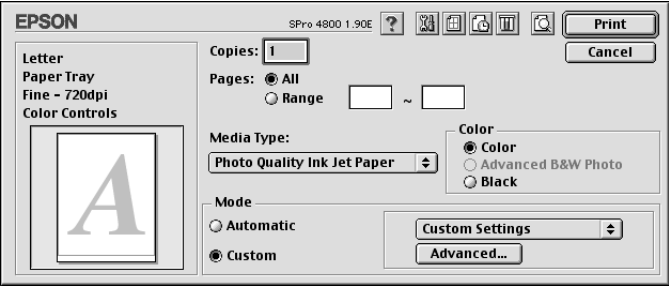 EPSON
SPro 4800 1.90E
?
Print
Cancel
Letter
Paper Tray
Fine - 720dpi
Color Controls
A
Copies: 1
Pages: All
Range ~
Media Type:
Photo Quality Ink Jet Paper
Color
Color
Advanced B&W Photo
Black
Mode
Automatic
Custom
Custom Settings
Advanced...